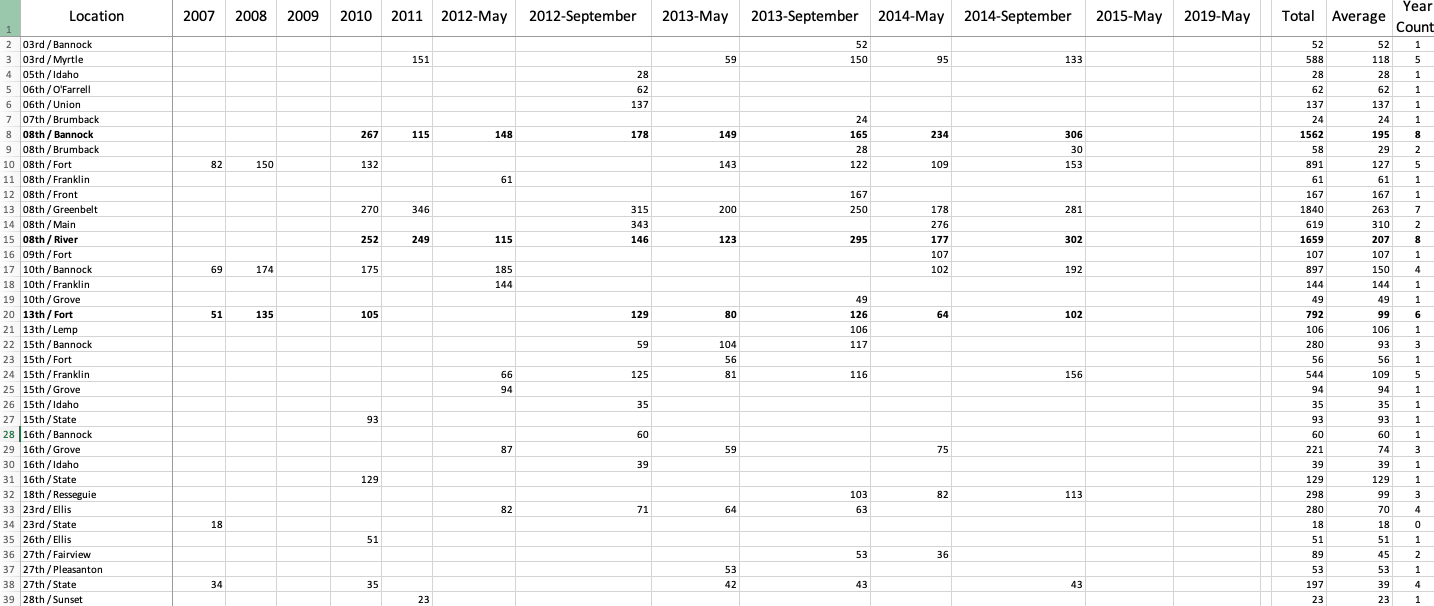 Location 2007 2008 2009 2010 2011 2012-May 2012-September 2013-May 2013-September 2014-May 2014-September 2015-May 2019-May Total Average Year Count
1
2 03rd / Bannock 52 52 52 1
3 03rd / Myrtle 151 59 150 95 133 588 118 5
4 05th / Idaho 28 28 28 1
5 06th / O'Farrell 62 62 62 1
6 06th / Union 137 137 137 1
7 07th / Brumback 24 24 24 1
8 08th / Bannock 267 115 148 178 149 165 234 306 1562 195 8
9 08th / Brumback 28 30 58 29 2
10 08th / Fort 82 150 132 143 122 109 153 891 127 5
11 08th / Franklin 61 61 61 1
12 08th / Front 167 167 167 1
13 08th / Greenbelt 270 346 315 200 250 178 281 1840 263 7
14 08th / Main 343 276 619 310 2
15 08th / River 252 249 115 146 123 295 177 302 1659 207 8
16 09th / Fort 107 107 107 1
17 10th / Bannock 69 174 175 185 102 192 897 150 4
18 10th / Franklin 144 144 144 1
19 10th / Grove 49 49 49 1
20 13th / Fort 51 135 105 129 80 126 64 102 792 99 6
21 13th / Lemp 106 106 106 1
22 15th / Bannock 59 104 117 280 93 3
23 15th / Fort 56 56 56 1
24 15th / Franklin 66 125 81 116 156 544 109 5
25 15th / Grove 94 94 94 1
26 15th / Idaho 35 35 35 1
27 15th / State 93 93 93 1
28 16th / Bannock 60 60 60 1
29 16th / Grove 87 59 75 221 74 3
30 16th / Idaho 39 39 39 1
31 16th / State 129 129 129 1
32 18th / Resseguie 103 82 113 298 99 3
33 23rd / Ellis 82 71 64 63 280 70 4
34 23rd / State 18 18 18 0
35 26th / Ellis 51 51 51 1
36 27th / Fairview 53 36 89 45 2
37 27th / Pleasanton 53 53 53 1
38 27th / State 34 35 42 43 43 197 39 4
39 28th / Sunset 23 23 23 1